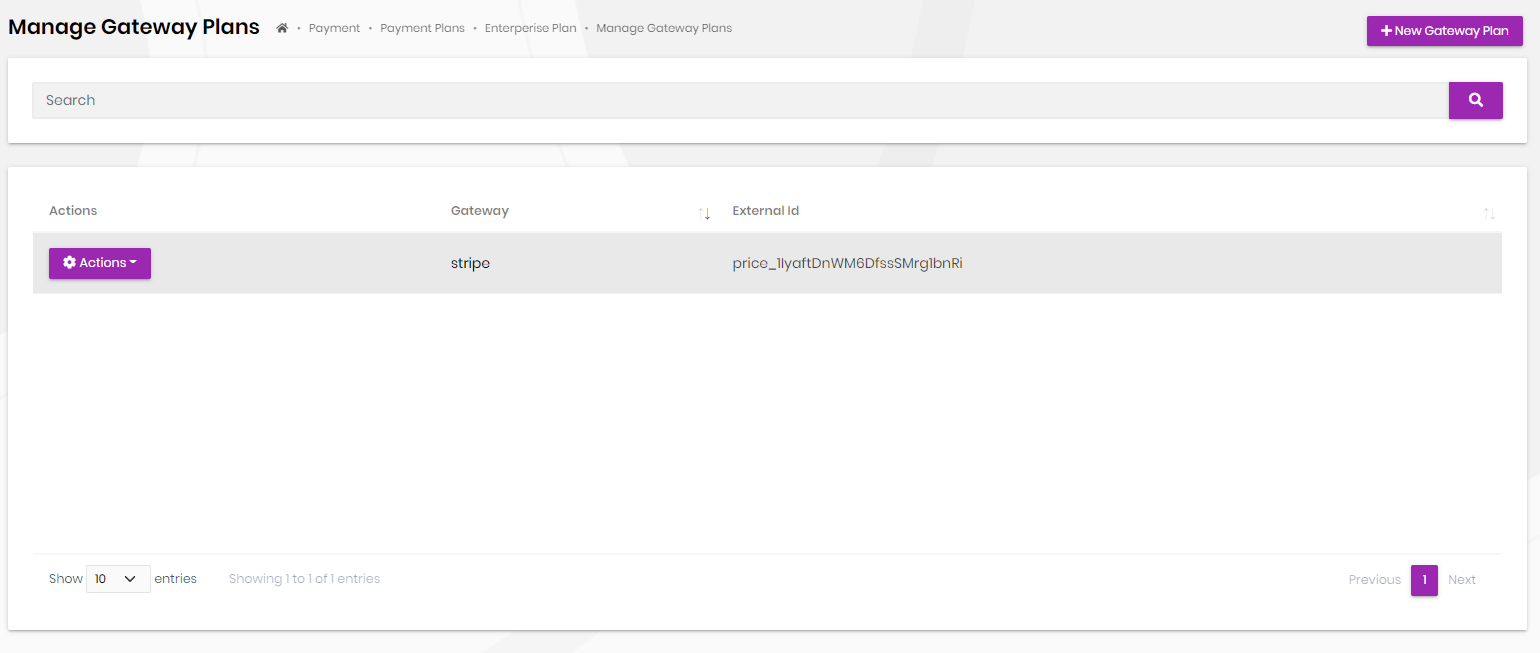 Manage Gateway Plans
Payment • Payment Plans • Enterperise Plan • Manage Gateway Plans
New Gateway Plan
Search
Actions Gateway External Id
Actions stripe price_1IyaftDnWM6DfssSMrg1bnRi
Show 10 entries Showing 1 to 1 of 1 entries Previous 1 Next